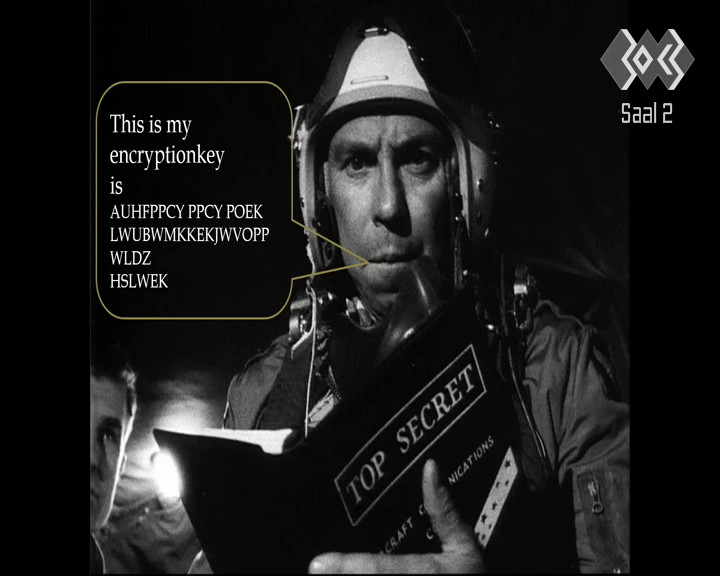 This is my
encryptionkey
is
AUHFPPCY PPCY POEK
LWUBWMKKEKJWVOPP
WLDZ
HSLWEK
Saal 2
TOP SECRET